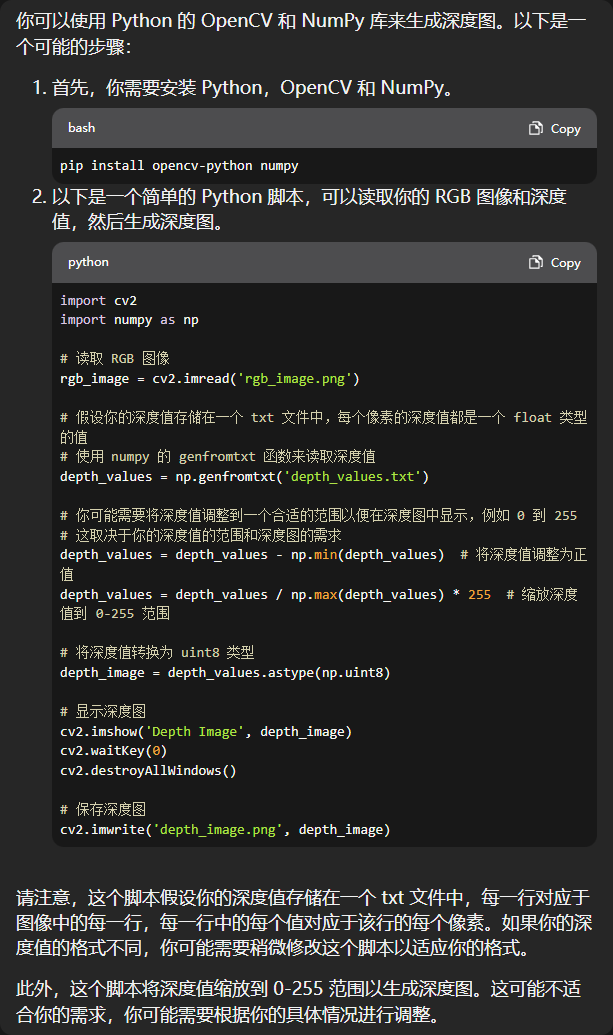 你可以使用 Python 的 OpenCV 和 NumPy 库来生成深度图。以下是一
个可能的步骤：
1. 首先，你需要安装 Python，OpenCV 和 NumPy。
bash
Copy
pip install opencv-python numpy
2. 以下是一个简单的 Python 脚本，可以读取你的 RGB 图像和深度
值，然后生成深度图。
python
Copy
import cv2
import numpy as np
# 读取 RGB 图像
rgb_image = cv2.imread('rgb_image.png')
# 假设你的深度值存储在一个 txt 文件中，每个像素的深度值都是一个 float 类型
的值
# 使用 numpy 的 genfromtxt 函数来读取深度值
depth_values = np.genfromtxt('depth_values.txt')
# 你可能需要将深度值调整到一个合适的范围以便在深度图中显示，例如 0 到 255
# 这取决于你的深度值的范围和深度图的需求
depth_values = depth_values - np.min(depth_values)  # 将深度值调整为正
值
depth_values = depth_values / np.max(depth_values) * 255  # 缩放深度
值到 0-255 范围
# 将深度值转换为 uint8 类型
depth_image = depth_values.astype(np.uint8)
# 显示深度图
cv2.imshow('Depth Image', depth_image)
cv2.waitKey(0)
cv2.destroyAllWindows()
# 保存深度图
cv2.imwrite('depth_image.png', depth_image)
请注意，这个脚本假设你的深度值存储在一个 txt 文件中，每一行对应于
图像中的每一行，每一行中的每个值对应于该行的每个像素。如果你的深
度值的格式不同，你可能需要稍微修改这个脚本以适应你的格式。
此外，这个脚本将深度值缩放到 0-255 范围以生成深度图。这可能不适
合你的需求，你可能需要根据你的具体情况进行调整。